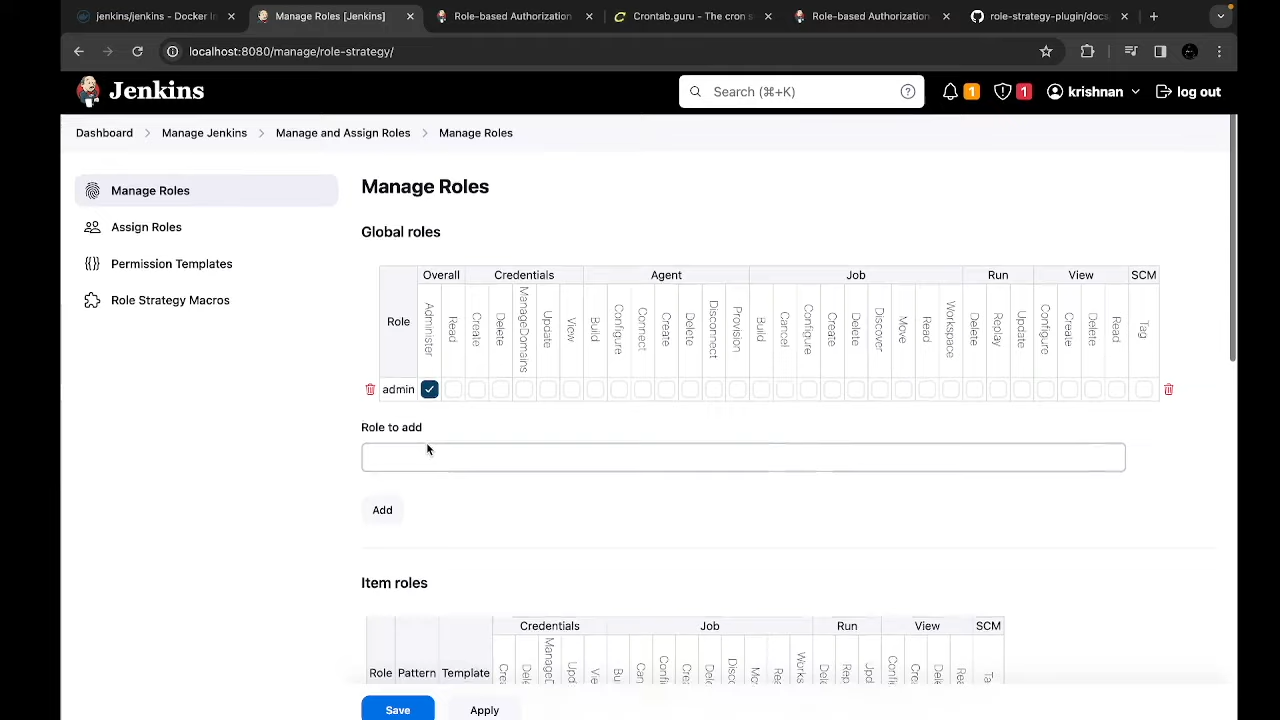 jenkins/jenkins - Docker I
Manage Roles [Jenkins]
Role-based Authorization
Crontab.guru - The cron s
Role-based Authorization
role-strategy-plugin/docs
localhost:8080/manage/role-strategy/
Jenkins
Search (⌘+K)
1
1
krishnan
log out
Dashboard
Manage Jenkins
Manage and Assign Roles
Manage Roles
Manage Roles
Assign Roles
Permission Templates
Role Strategy Macros
Manage Roles
Global roles
Overall Credentials Agent Job Run View SCM
Role Administer Read Create Delete ManageDomains Update View Build Configure Connect Create Delete Disconnect Provision Build Cancel Configure Create Delete Discover Move Read Workspace Delete Replay Update Configure Create Delete Read Tag
admin
Role to add
Add
Item roles
Credentials Job Run View SCM
Role Pattern Template
Save
Apply